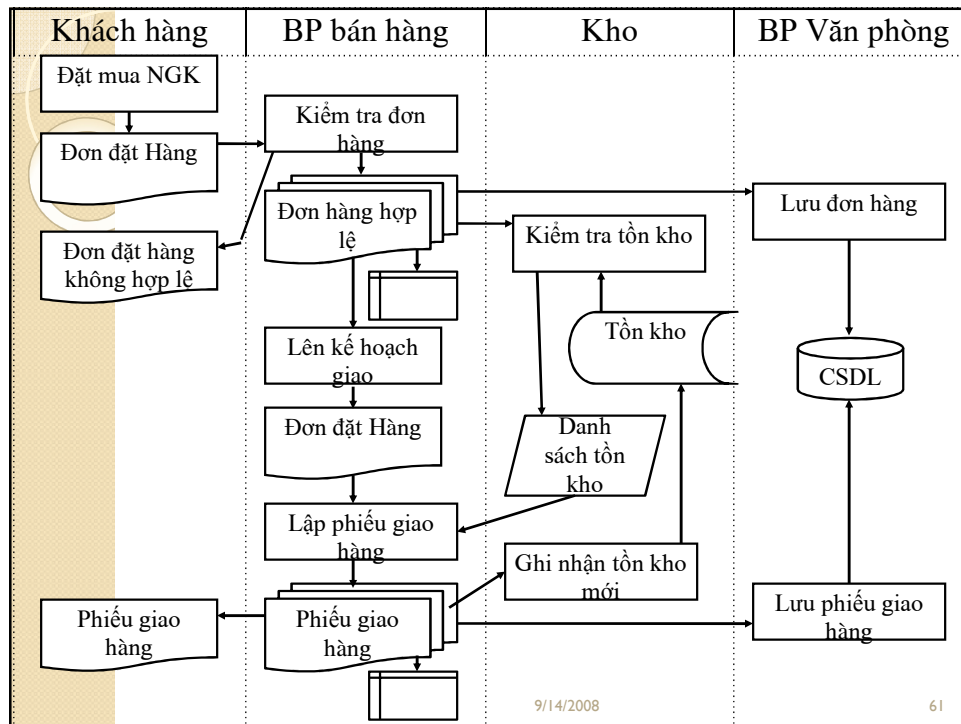 Khách hàng
BP bán hàng
Kho
BP Văn phòng
Đặt mua NGK
Kiểm tra đơn
hàng
Đơn đặt Hàng
Đơn hàng hợp
lệ
Lưu đơn hàng
Kiểm tra tồn kho
Đơn đặt hàng
không hợp lệ
Tồn kho
Lên kế hoạch
giao
CSDL
Đơn đặt Hàng
Danh
sách tồn
kho
Lập phiếu giao
hàng
Ghi nhận tồn kho
mới
Phiếu giao
hàng
Phiếu giao
hàng
Lưu phiếu giao
hàng
9/14/2008
61